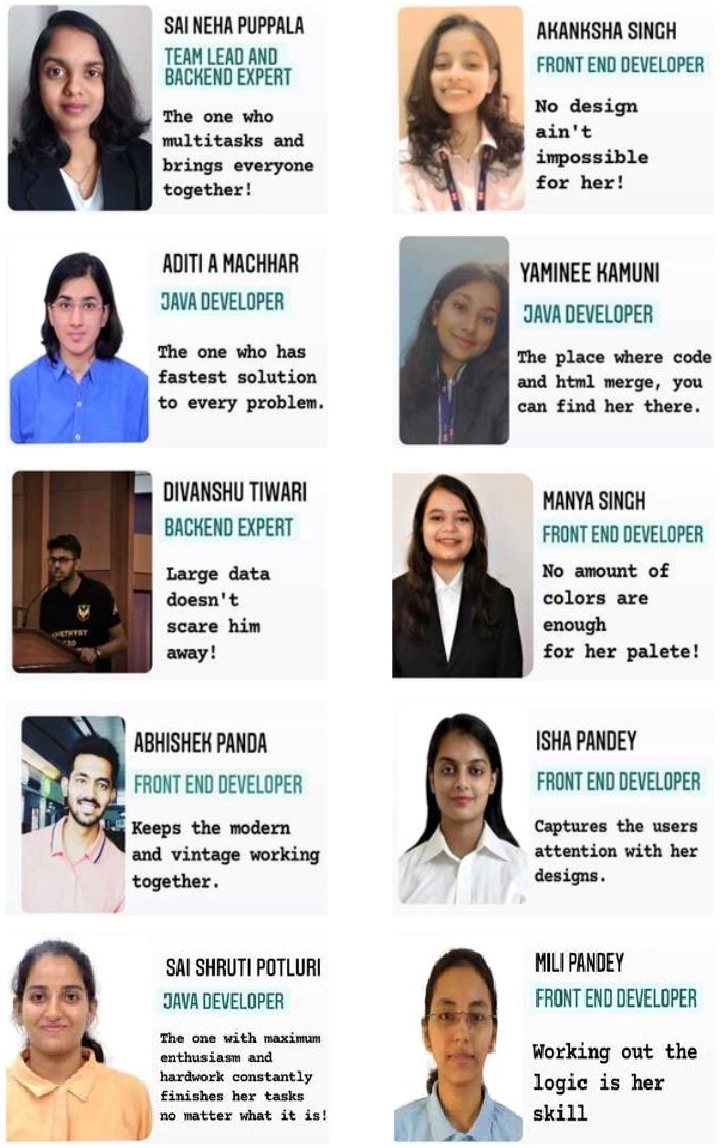 SAI NEHA PUPPALA
TEAM LEAD AND
BACKEND EXPERT
The one who
multitasks and
brings everyone
together!
AKANKSHA SINGH
FRONT END DEVELOPER
No design
ain't
impossible
for her!
ADITI A MACHHAR
JAVA DEVELOPER
The one who has
fastest solution
to every problem.
YAMINEE KAMUNI
JAVA DEVELOPER
The place where code
and html merge, you
can find her there.
DIVANSHU TIWARI
BACKEND EXPERT
Large data
doesn't
scare him
away!
MANYA SINGH
FRONT END DEVELOPER
No amount of
colors are
enough
for her palete!
ABHISHEK PANDA
FRONT END DEVELOPER
Keeps the modern
and vintage working
together.
ISHA PANDEY
FRONT END DEVELOPER
Captures the users
attention with her
designs.
SAI SHRUTI POTLURI
JAVA DEVELOPER
The one with maximum
enthusiasm and
hardwork constantly
finishes her tasks
no matter what it is!
MILI PANDEY
FRONT END DEVELOPER
Working out the
logic is her
skill